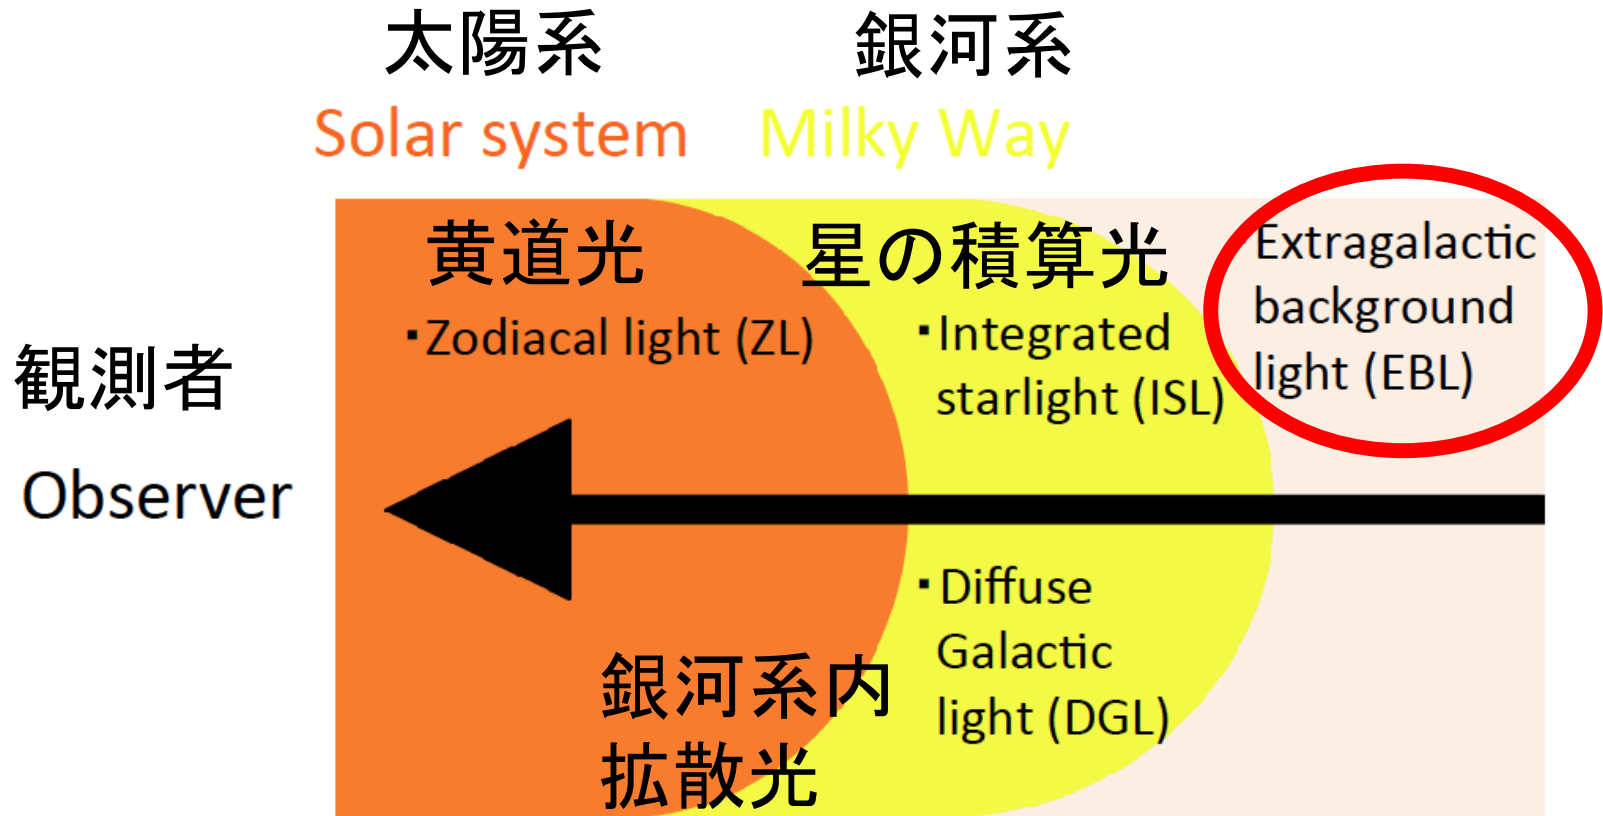 太陽系
銀河系
Solar system
Milky Way
黄道光
星の積算光
Extragalactic
background
light (EBL)
・Zodiacal light (ZL)
・Integrated
starlight (ISL)
観測者
Observer
・Diffuse
Galactic
light (DGL)
銀河系内
拡散光